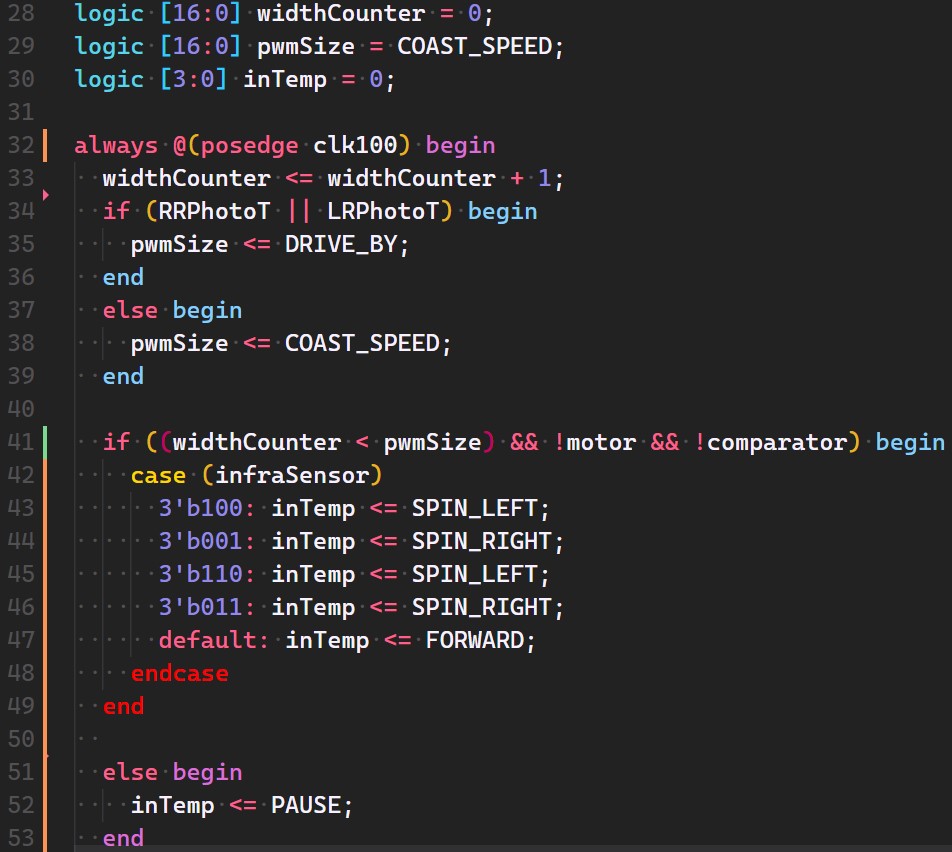 28 logic [16:0] widthCounter = 0;
29 logic [16:0] pwmSize = COAST_SPEED;
30 logic [3:0] inTemp = 0;
31
32 always @(posedge clk100) begin
33   widthCounter <= widthCounter + 1;
34   if (RRPhotoT || LRPhotoT) begin
35     pwmSize <= DRIVE_BY;
36   end
37   else begin
38     pwmSize <= COAST_SPEED;
39   end
40
41   if ((widthCounter < pwmSize) && !motor && !comparator) begin
42     case (infraSensor)
43       3'b100: inTemp <= SPIN_LEFT;
44       3'b001: inTemp <= SPIN_RIGHT;
45       3'b110: inTemp <= SPIN_LEFT;
46       3'b011: inTemp <= SPIN_RIGHT;
47       default: inTemp <= FORWARD;
48     endcase
49   end
50
51   else begin
52     inTemp <= PAUSE;
53   end